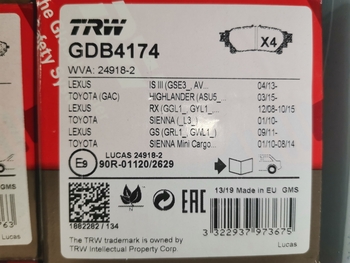 TRW
GDB4174
X4
WVA: 24918-2
LEXUS IS III (GSE3_, AV... 04/13-
TOYOTA (GAC) HIGHLANDER (ASU5_... 03/15-
LEXUS RX (GGL1_, GYL1_... 12/08-10/15
TOYOTA SIENNA (_L3_) 01/10-
LEXUS GS (GRL1_, GWL1_) 09/11-
TOYOTA SIENNA Mini Cargo... 01/10-08/14
E9
LUCAS 24918-2
90R-01120/2629
1882282 / 134
EAC
13/19 Made in EU GMS
The TRW trademark is owned by
TRW Intellectual Property Corp.
3 322937 973675
Lucas
GMS
Lucas